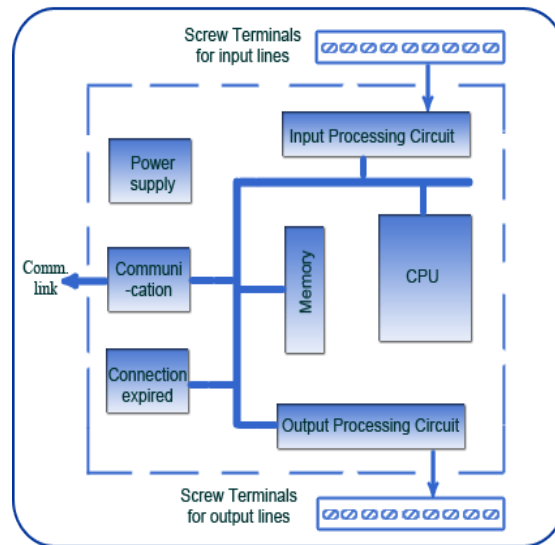 Screw Terminals
for input lines
Input Processing Circuit
Power
supply
Comm.
link
Communi
-cation
Memory
CPU
Connection
expired
Output Processing Circuit
Screw Terminals
for output lines